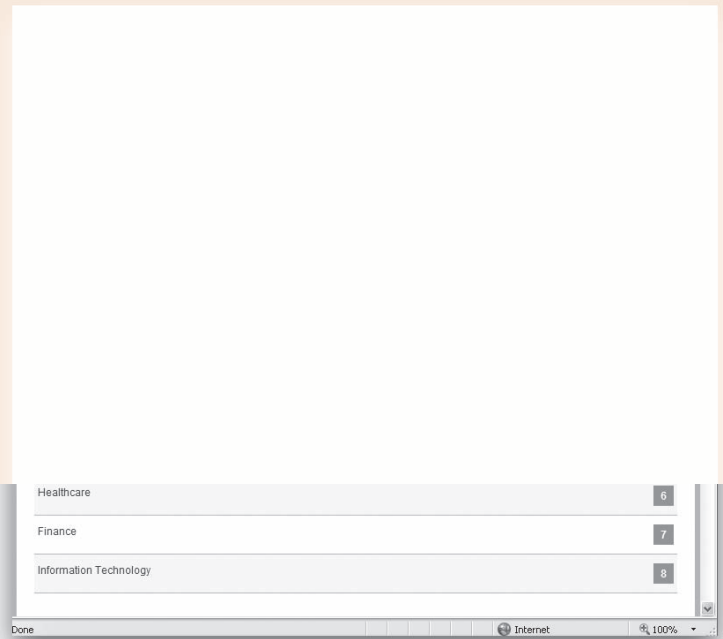 Healthcare 6
Finance 7
Information Technology 8
Done Internet 100%